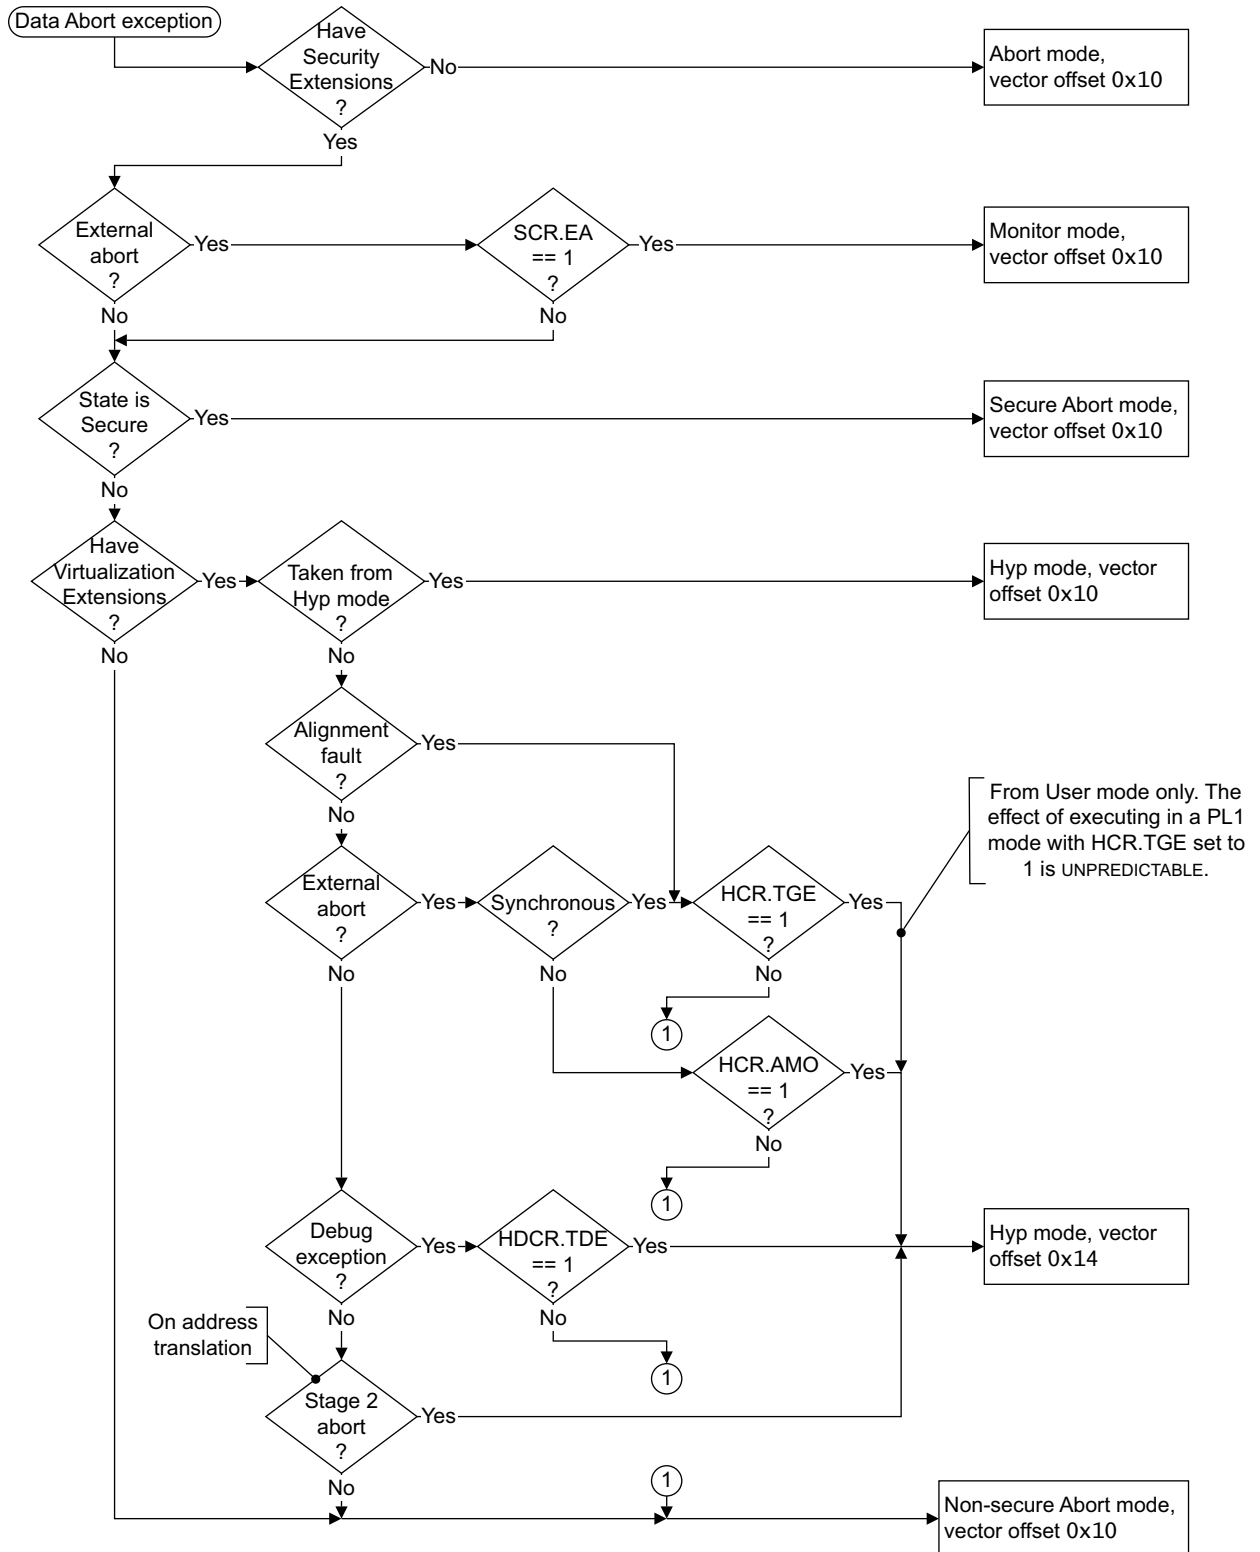 Data Abort exception
Have
Security
Extensions
?
No
Abort mode,
vector offset 0x10
Yes
External
abort
?
Yes
SCR.EA
== 1
?
Yes
Monitor mode,
vector offset 0x10
No
No
State is
Secure
?
Yes
Secure Abort mode,
vector offset 0x10
No
Have
Virtualization
Extensions
?
Yes
Taken from
Hyp mode
?
Yes
Hyp mode, vector
offset 0x10
No
No
Alignment
fault
?
Yes
No
From User mode only. The
effect of executing in a PL1
mode with HCR.TGE set to
1 is UNPREDICTABLE.
External
abort
?
Yes
Synchronous
?
Yes
HCR.TGE
== 1
?
Yes
No
No
No
1
HCR.AMO
== 1
?
Yes
No
1
Debug
exception
?
Yes
HDCR.TDE
== 1
?
Yes
Hyp mode, vector
offset 0x14
No
No
1
On address
translation
Stage 2
abort
?
Yes
No
1
Non-secure Abort mode,
vector offset 0x10